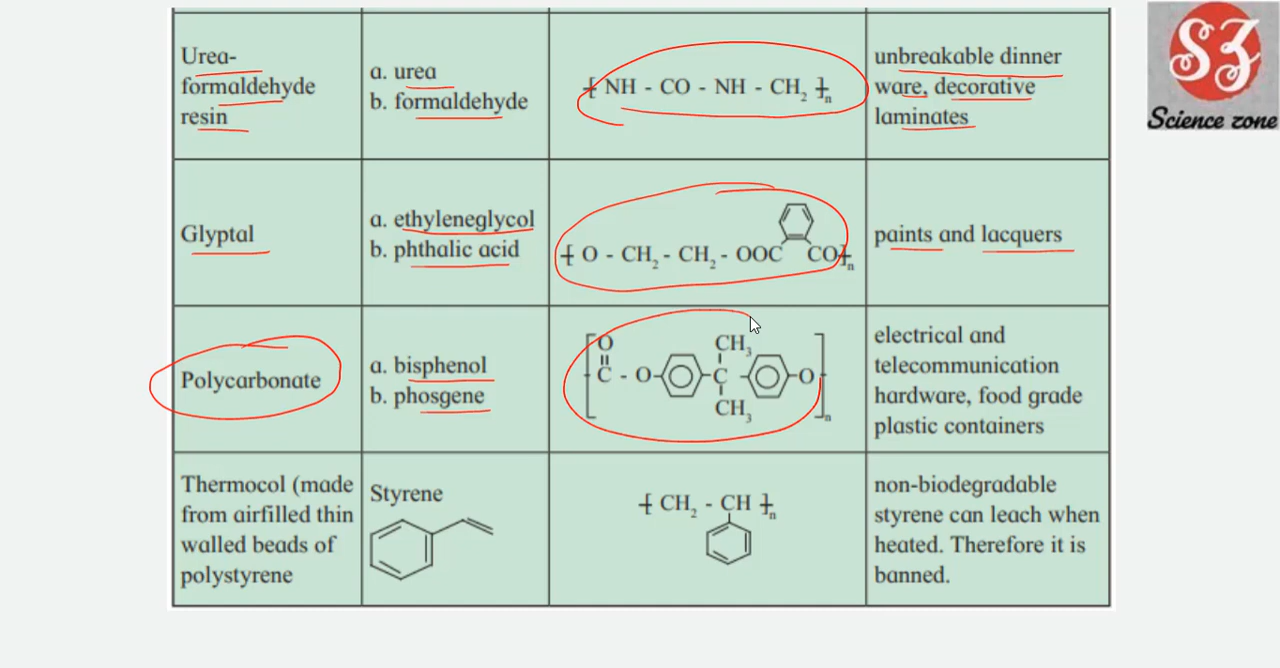 Urea-
formaldehyde
resin
a. urea
b. formaldehyde
{ NH - CO - NH - CH₂ }n
unbreakable dinner
ware, decorative
laminates
Glyptal
a. ethyleneglycol
b. phthalic acid
{ O - CH₂ - CH₂ - OOC CO }n
paints and lacquers
Polycarbonate
a. bisphenol
b. phosgene
O
CH₃
[ C - O - C - O ]n
CH₃
electrical and
telecommunication
hardware, food grade
plastic containers
Thermocol (made
from airfilled thin
walled beads of
polystyrene
Styrene
{ CH₂ - CH }n
non-biodegradable
styrene can leach when
heated. Therefore it is
banned.
SZ
Science zone